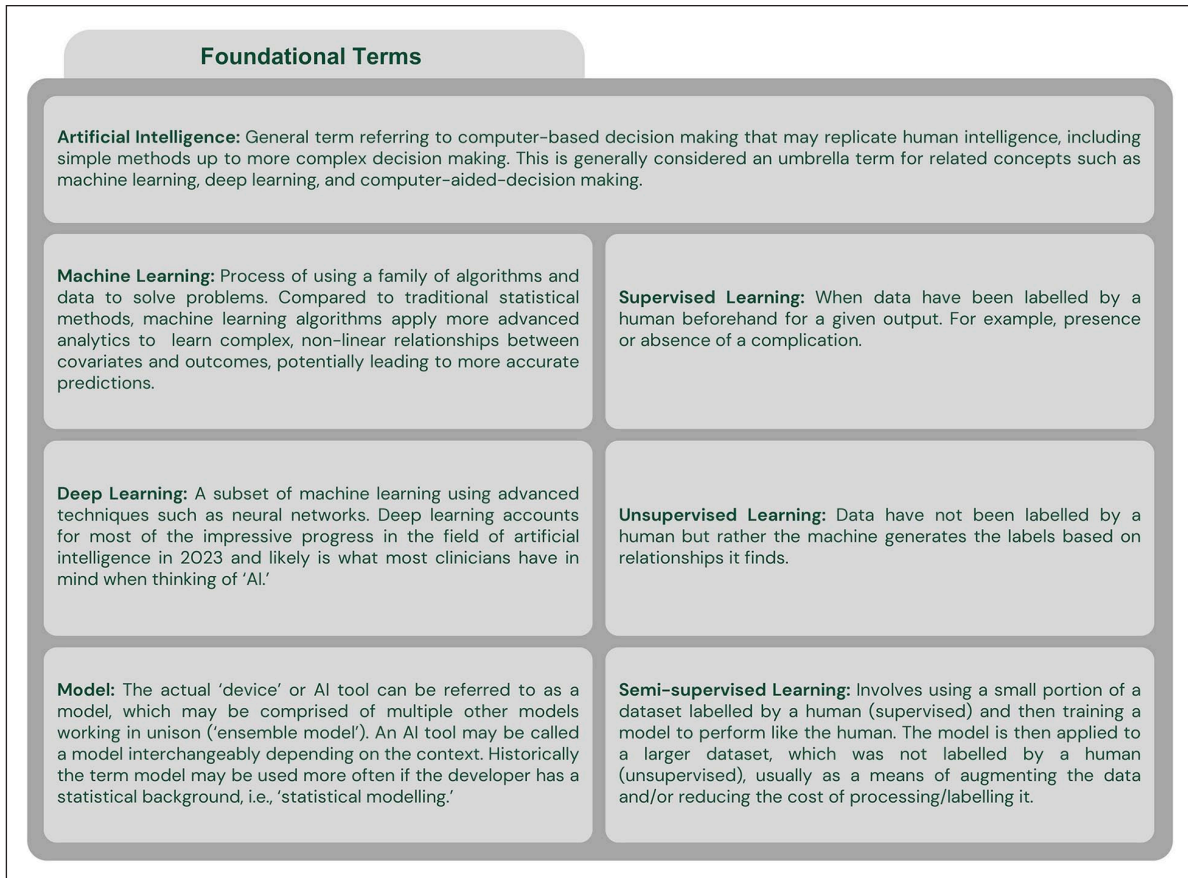 Foundational Terms
Artificial Intelligence: General term referring to computer-based decision making that may replicate human intelligence, including
simple methods up to more complex decision making. This is generally considered an umbrella term for related concepts such as
machine learning, deep learning, and computer-aided-decision making.
Machine Learning: Process of using a family of algorithms and
data to solve problems. Compared to traditional statistical
methods, machine learning algorithms apply more advanced
analytics to learn complex, non-linear relationships between
covariates and outcomes, potentially leading to more accurate
predictions.
Supervised Learning: When data have been labelled by a
human beforehand for a given output. For example, presence
or absence of a complication.
Deep Learning: A subset of machine learning using advanced
techniques such as neural networks. Deep learning accounts
for most of the impressive progress in the field of artificial
intelligence in 2023 and likely is what most clinicians have in
mind when thinking of ‘AI.’
Unsupervised Learning: Data have not been labelled by a
human but rather the machine generates the labels based on
relationships it finds.
Model: The actual ‘device’ or AI tool can be referred to as a
model, which may be comprised of multiple other models
working in unison (‘ensemble model’). An AI tool may be called
a model interchangeably depending on the context. Historically
the term model may be used more often if the developer has a
statistical background, i.e., ‘statistical modelling.’
Semi-supervised Learning: Involves using a small portion of a
dataset labelled by a human (supervised) and then training a
model to perform like the human. The model is then applied to
a larger dataset, which was not labelled by a human
(unsupervised), usually as a means of augmenting the data
and/or reducing the cost of processing/labelling it.